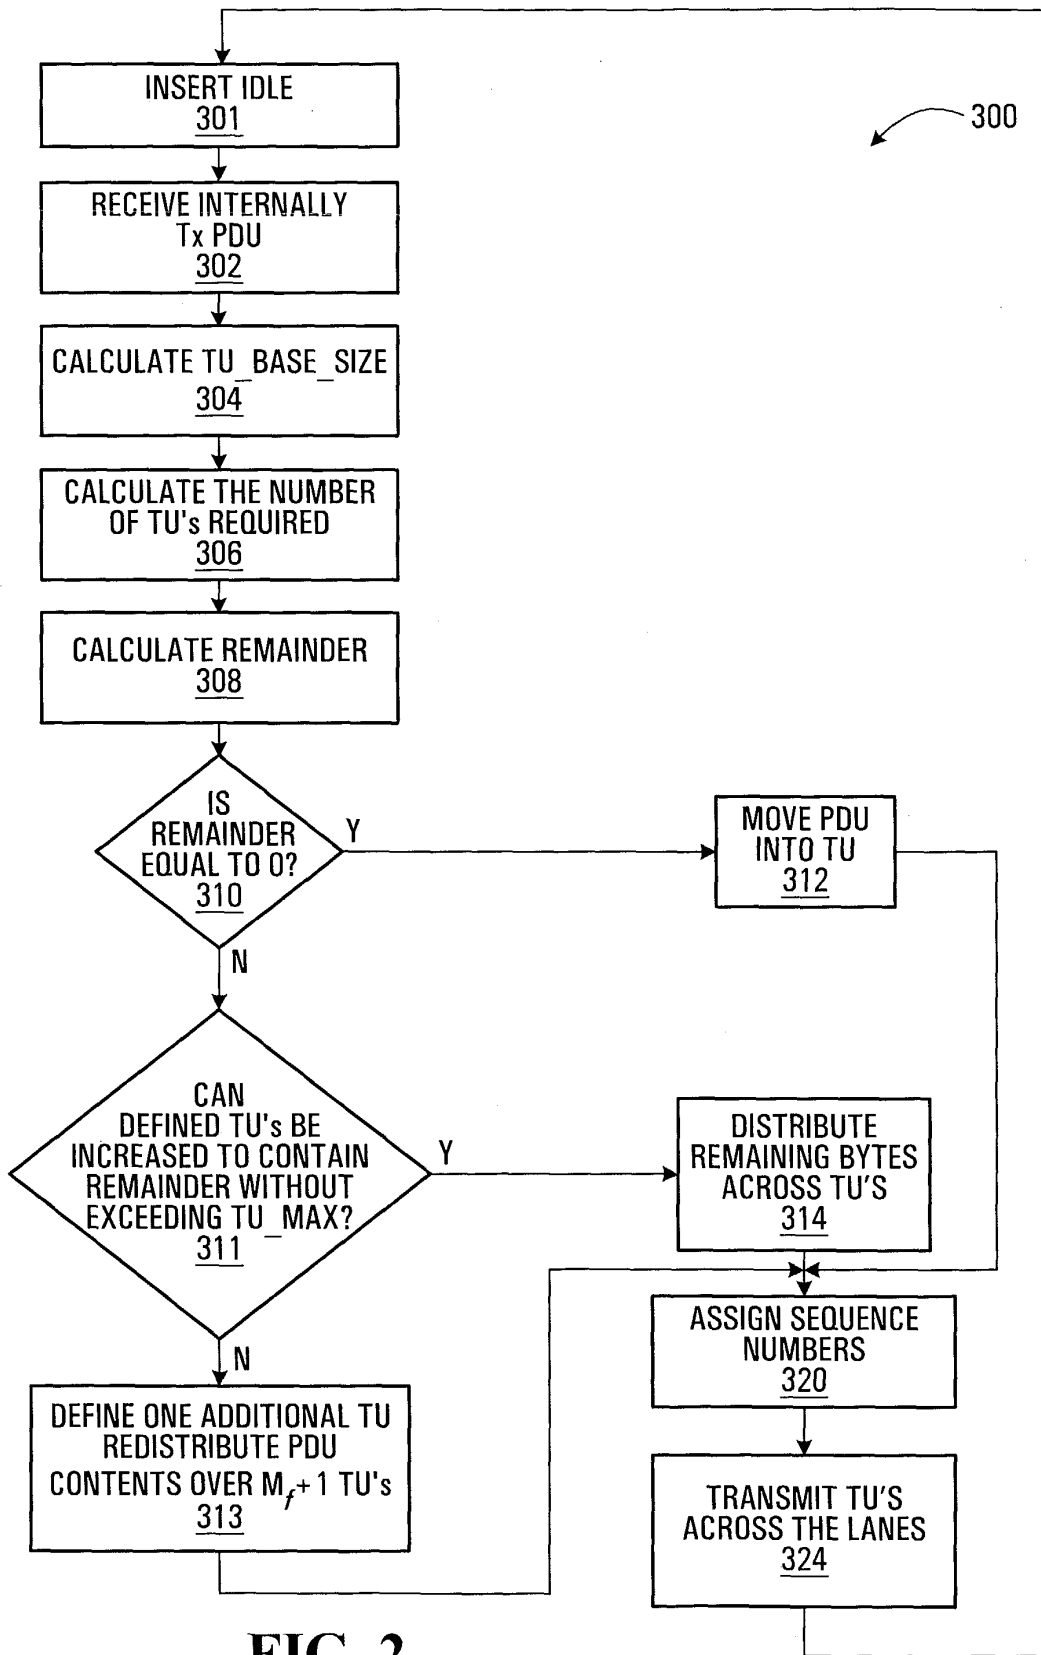 INSERT IDLE
301
300
RECEIVE INTERNALLY
Tx PDU
302
CALCULATE TU_BASE_SIZE
304
CALCULATE THE NUMBER
OF TU's REQUIRED
306
CALCULATE REMAINDER
308
IS
REMAINDER
EQUAL TO 0?
310
Y
MOVE PDU
INTO TU
312
N
CAN
DEFINED TU's BE
INCREASED TO CONTAIN
REMAINDER WITHOUT
EXCEEDING TU_MAX?
311
Y
DISTRIBUTE
REMAINING BYTES
ACROSS TU'S
314
N
ASSIGN SEQUENCE
NUMBERS
320
DEFINE ONE ADDITIONAL TU
REDISTRIBUTE PDU
CONTENTS OVER Mf+1 TU's
313
TRANSMIT TU'S
ACROSS THE LANES
324
FIG. 2